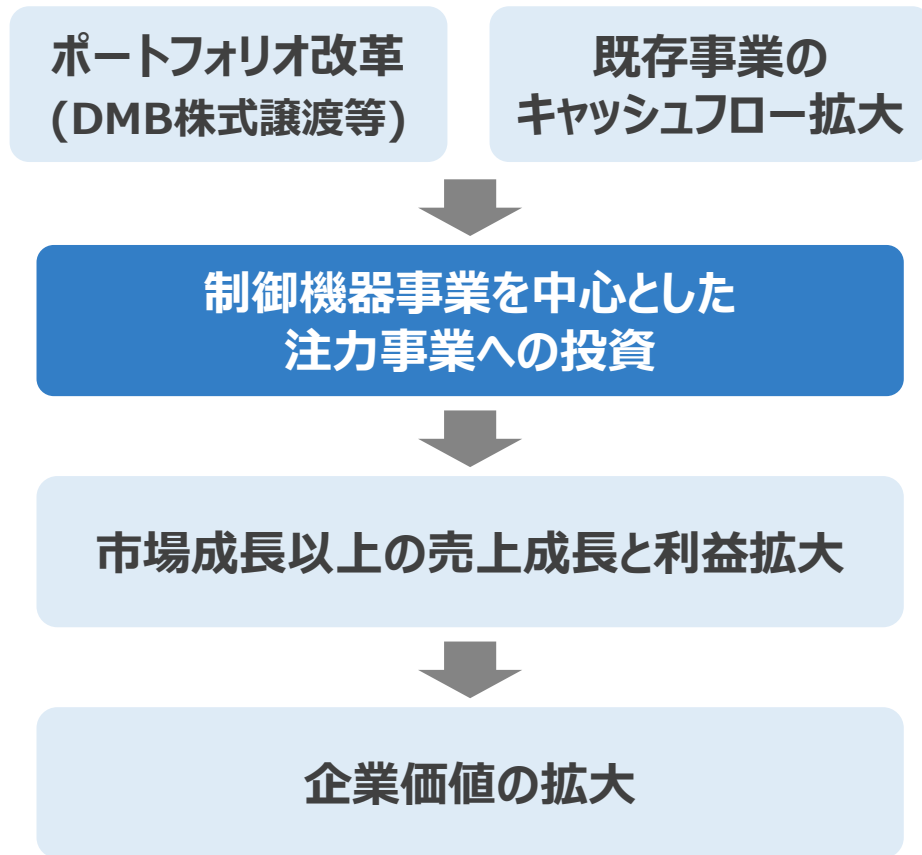 ポートフォリオ改革
(DMB株式譲渡等)
既存事業の
キャッシュフロー拡大
制御機器事業を中心とした
注力事業への投資
市場成長以上の売上成長と利益拡大
企業価値の拡大